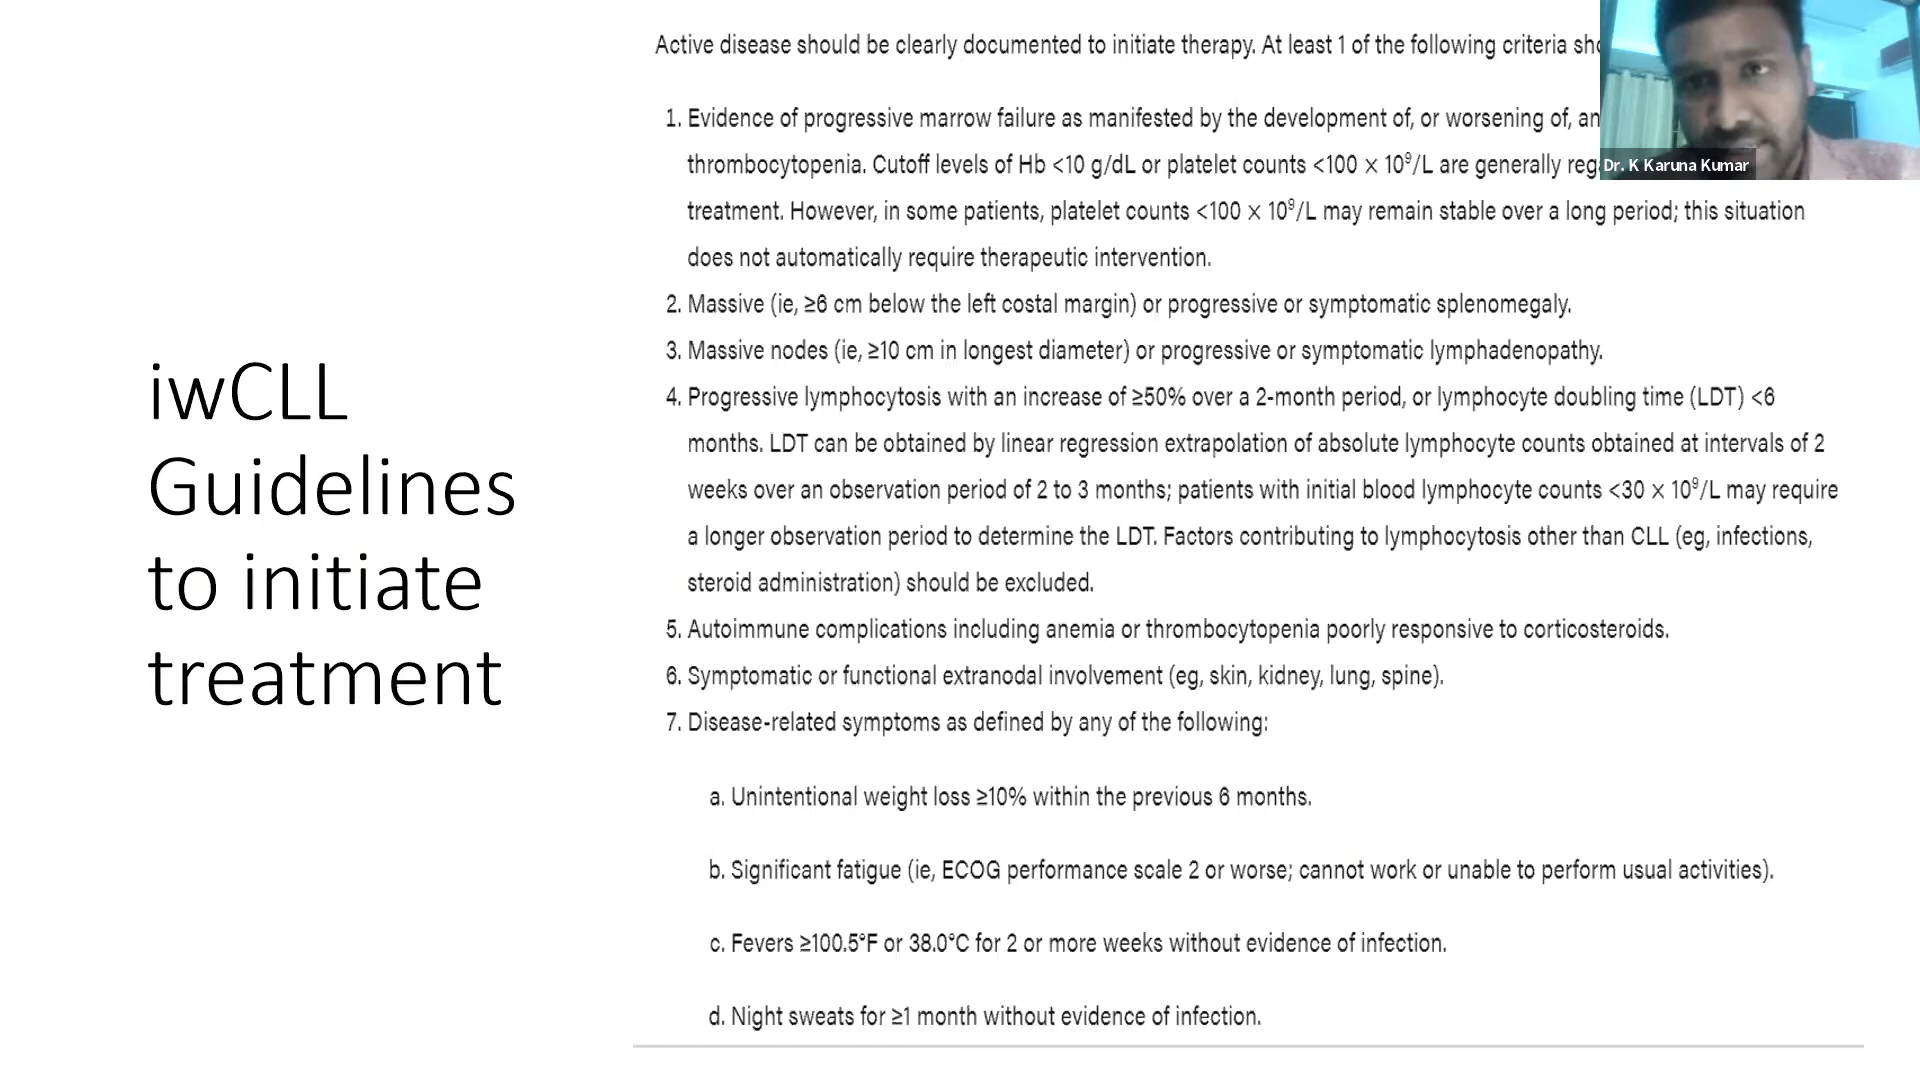 iwCLL
Guidelines
to initiate
treatment
Active disease should be clearly documented to initiate therapy. At least 1 of the following criteria
1. Evidence of progressive marrow failure as manifested by the development of, or worsening of,
thrombocytopenia. Cutoff levels of Hb <10 g/dL or platelet counts <100 × 10⁹/L are generally
treatment. However, in some patients, platelet counts <100 × 10⁹/L may remain stable over a long period; this situation
does not automatically require therapeutic intervention.
2. Massive (ie, ≥6 cm below the left costal margin) or progressive or symptomatic splenomegaly.
3. Massive nodes (ie, ≥10 cm in longest diameter) or progressive or symptomatic lymphadenopathy.
4. Progressive lymphocytosis with an increase of ≥50% over a 2-month period, or lymphocyte doubling time (LDT) <6
months. LDT can be obtained by linear regression extrapolation of absolute lymphocyte counts obtained at intervals of 2
weeks over an observation period of 2 to 3 months; patients with initial blood lymphocyte counts <30 × 10⁹/L may require
a longer observation period to determine the LDT. Factors contributing to lymphocytosis other than CLL (eg, infections,
steroid administration) should be excluded.
5. Autoimmune complications including anemia or thrombocytopenia poorly responsive to corticosteroids.
6. Symptomatic or functional extranodal involvement (eg, skin, kidney, lung, spine).
7. Disease-related symptoms as defined by any of the following:
a. Unintentional weight loss ≥10% within the previous 6 months.
b. Significant fatigue (ie, ECOG performance scale 2 or worse; cannot work or unable to perform usual activities).
c. Fevers ≥100.5°F or 38.0°C for 2 or more weeks without evidence of infection.
d. Night sweats for ≥1 month without evidence of infection.
Dr. K Karuna Kumar